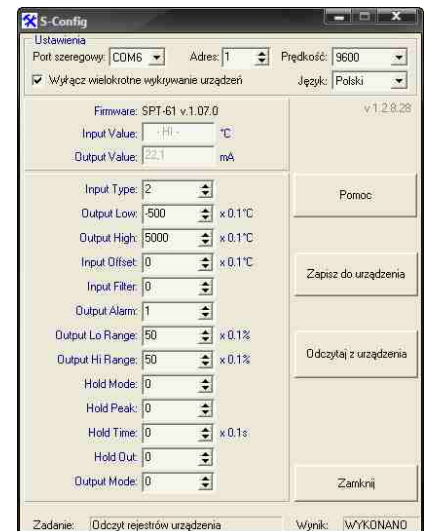 S-Config
Ustawienia
Port szeregowy: COM6 Adres: 1 Prędkość: 9600
Wyłącz wielokrotne wykrywanie urządzeń Język: Polski
Firmware: SPT-61 v.1.07.0 v 1.2.8.28
Input Value: - HI - °C
Output Value: 22,1 mA
Input Type: 2
Output Low: -500 x 0.1°C
Output High: 5000 x 0.1°C
Input Offset: 0 x 0.1°C
Input Filter: 0
Output Alarm: 1
Output Lo Range: 50 x 0.1%
Output Hi Range: 50 x 0.1%
Hold Mode: 0
Hold Peak: 0
Hold Time: 0 x 0.1s
Hold Out: 0
Output Mode: 0
Pomoc
Zapisz do urządzenia
Odczytaj z urządzenia
Zamknij
Zadanie: Odczyt rejestrów urządzenia Wynik: WYKONANO